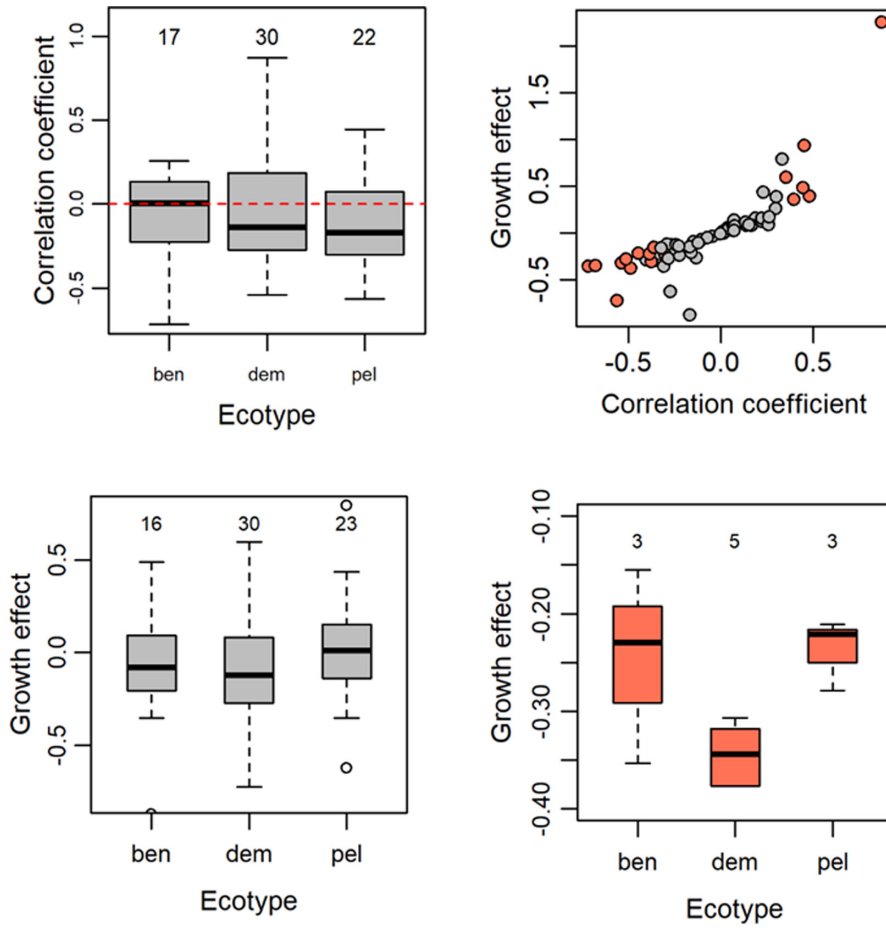 Correlation coefficient
1.0
0.5
0.0
-0.5
17 30 22
ben dem pel
Ecotype
Growth effect
1.5
0.5
-0.5
-0.5 0.0 0.5
Correlation coefficient
Growth effect
0.5
0.0
-0.5
16 30 23
ben dem pel
Ecotype
Growth effect
-0.10
-0.20
-0.30
-0.40
3 5 3
ben dem pel
Ecotype